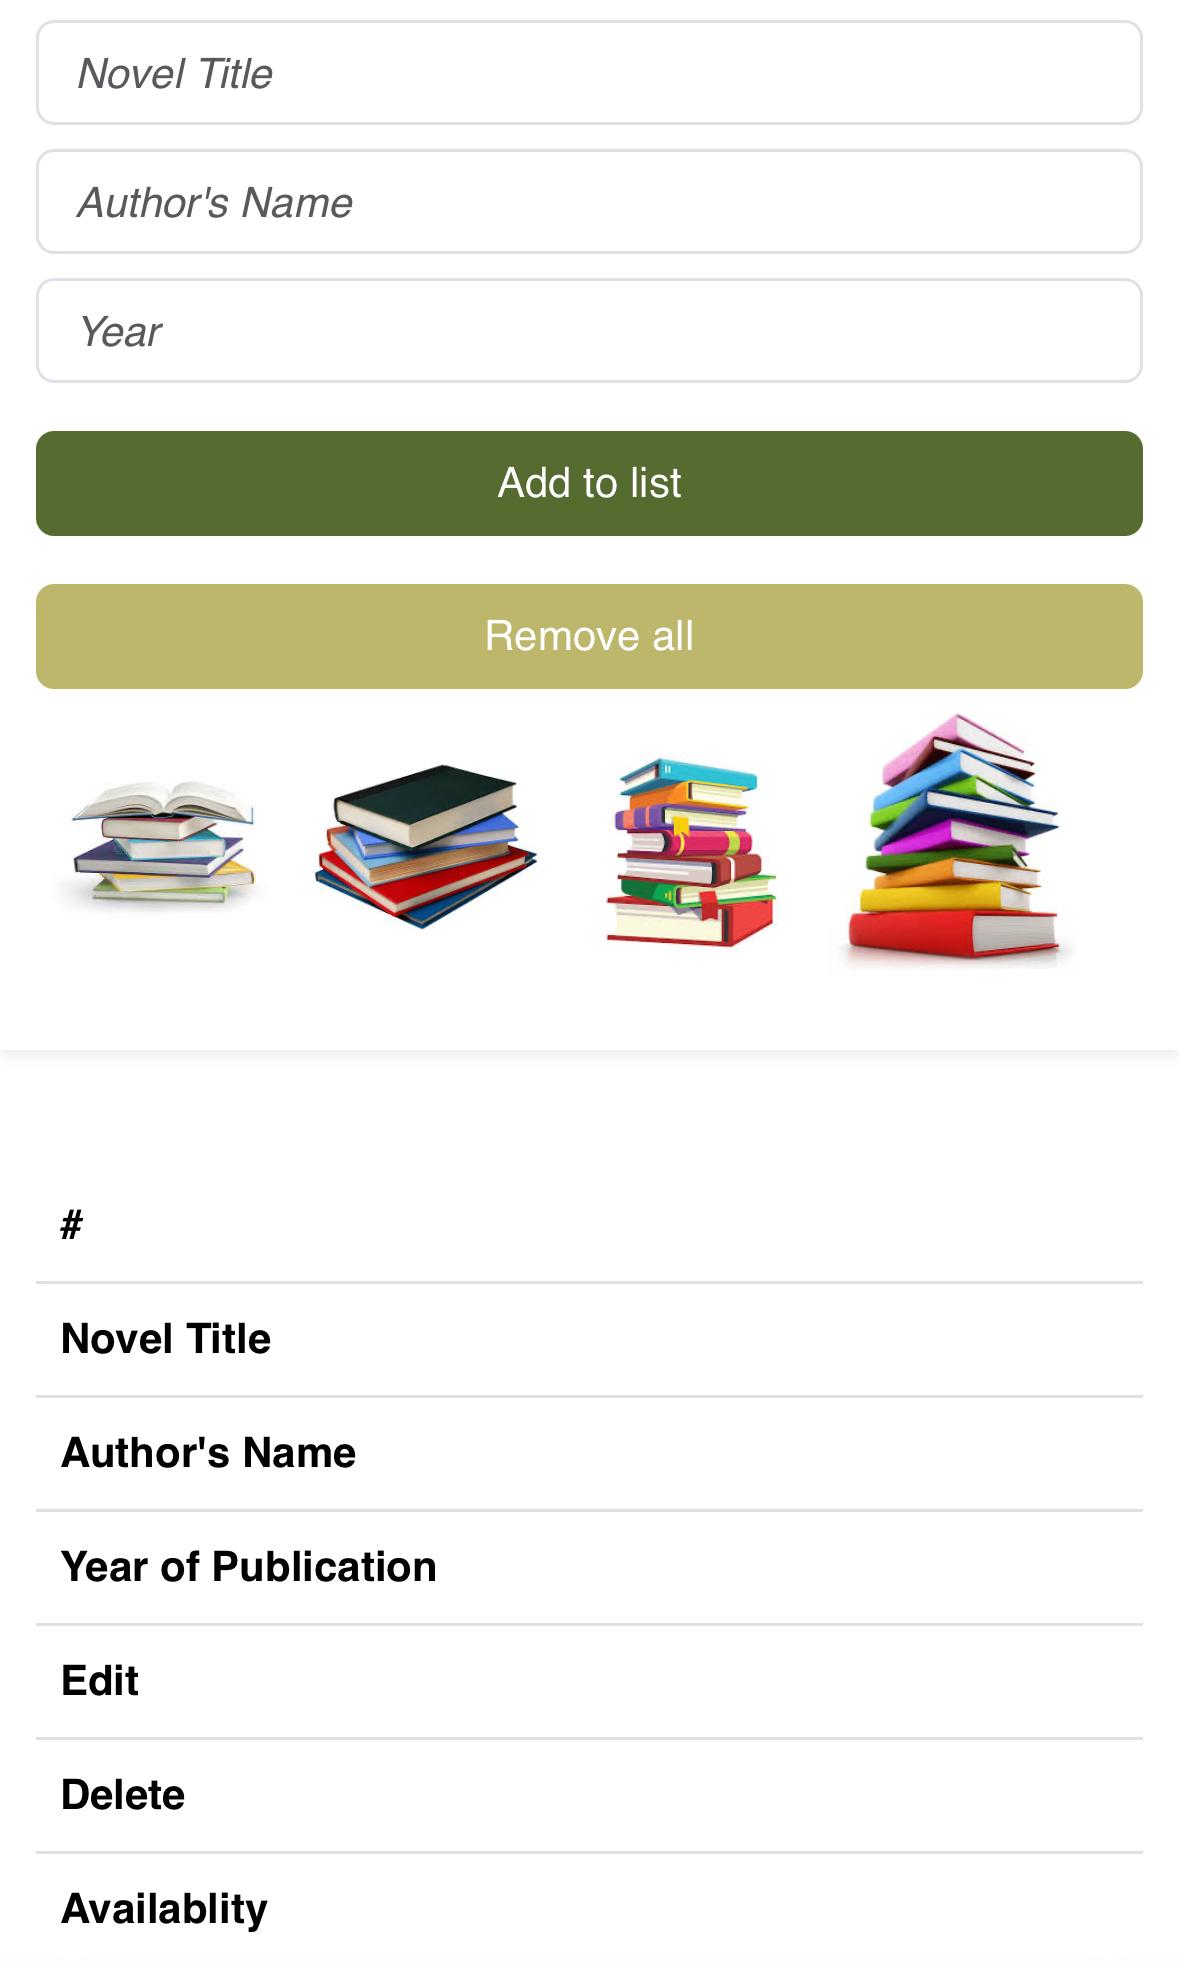 Novel Title
Author's Name
Year
Add to list
Remove all
#
Novel Title
Author's Name
Year of Publication
Edit
Delete
Availablity